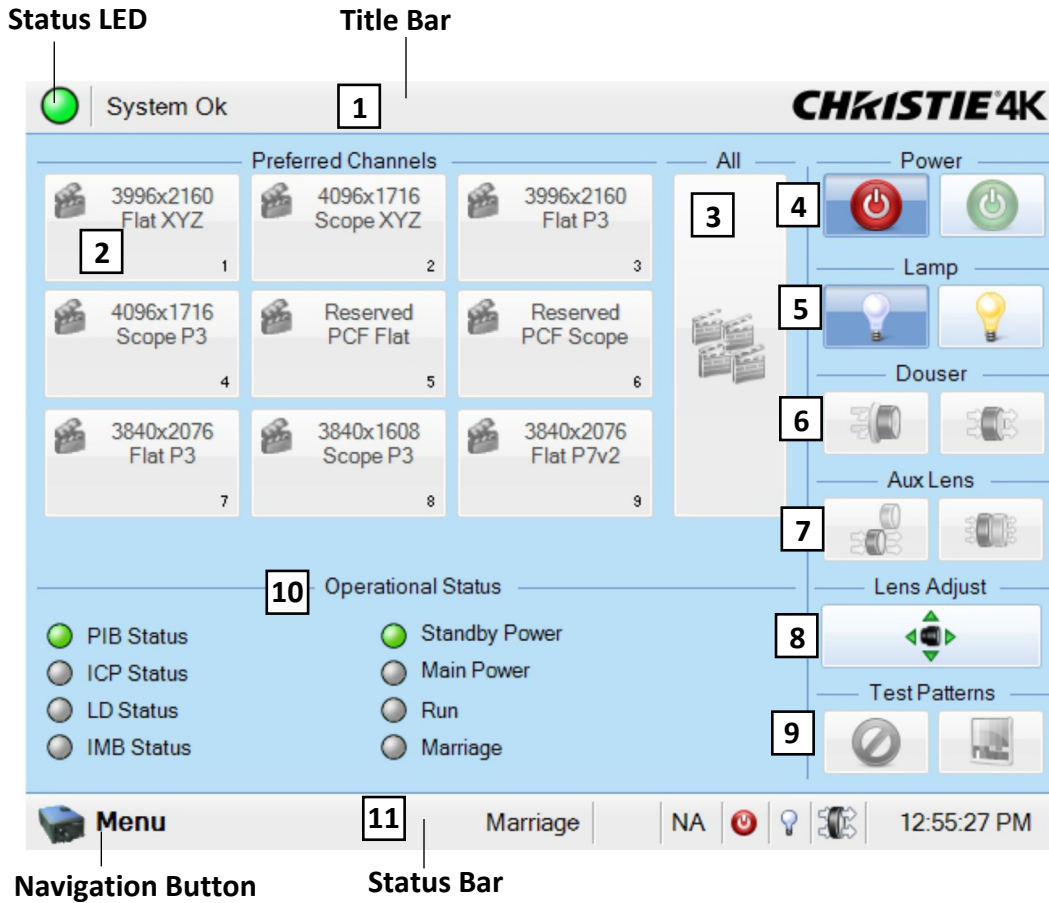 Status LED
Title Bar
System Ok
1
CHRISTIE 4K
Preferred Channels
All
Power
3996x2160
Flat XYZ
2
1
4096x1716
Scope XYZ
2
3996x2160
Flat P3
3
3
4
Lamp
4096x1716
Scope P3
4
Reserved
PCF Flat
5
Reserved
PCF Scope
6
5
Douser
6
3840x2076
Flat P3
7
3840x1608
Scope P3
8
3840x2076
Flat P7v2
9
Aux Lens
7
10
Operational Status
Lens Adjust
PIB Status
Standby Power
8
ICP Status
Main Power
LD Status
Run
Test Patterns
IMB Status
Marriage
9
Menu
11
Marriage
NA
12:55:27 PM
Navigation Button
Status Bar